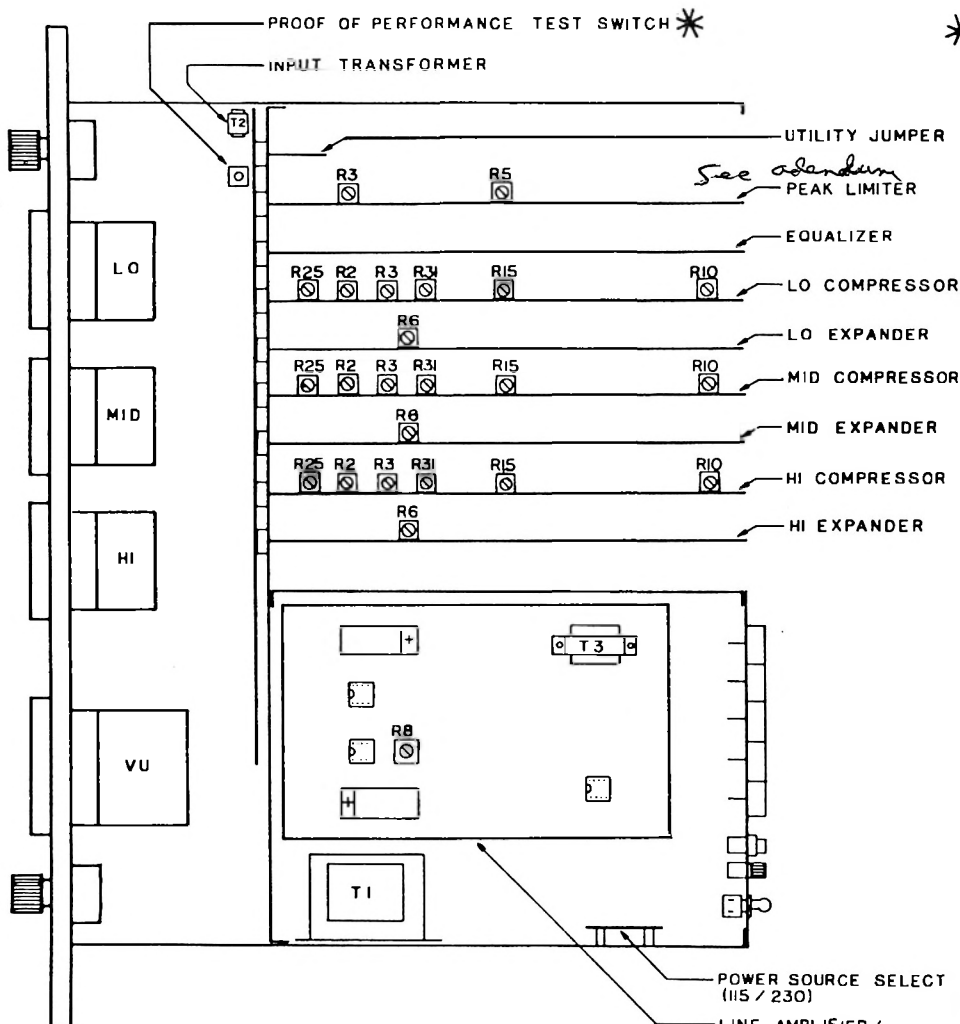 PROOF OF PERFORMANCE TEST SWITCH *
*
INPUT TRANSFORMER
T2
UTILITY JUMPER
See adendum
R3 R5
PEAK LIMITER
EQUALIZER
LO
R25 R2 R3 R31 R15 R10
LO COMPRESSOR
R6
LO EXPANDER
R25 R2 R3 R31 R15 R10
MID COMPRESSOR
MID
R6
MID EXPANDER
R25 R2 R3 R31 R15 R10
HI COMPRESSOR
R6
HI EXPANDER
HI
+
T3
R8
VU
+
T1
POWER SOURCE SELECT
(115 / 230)
LINE AMPLIFIER /